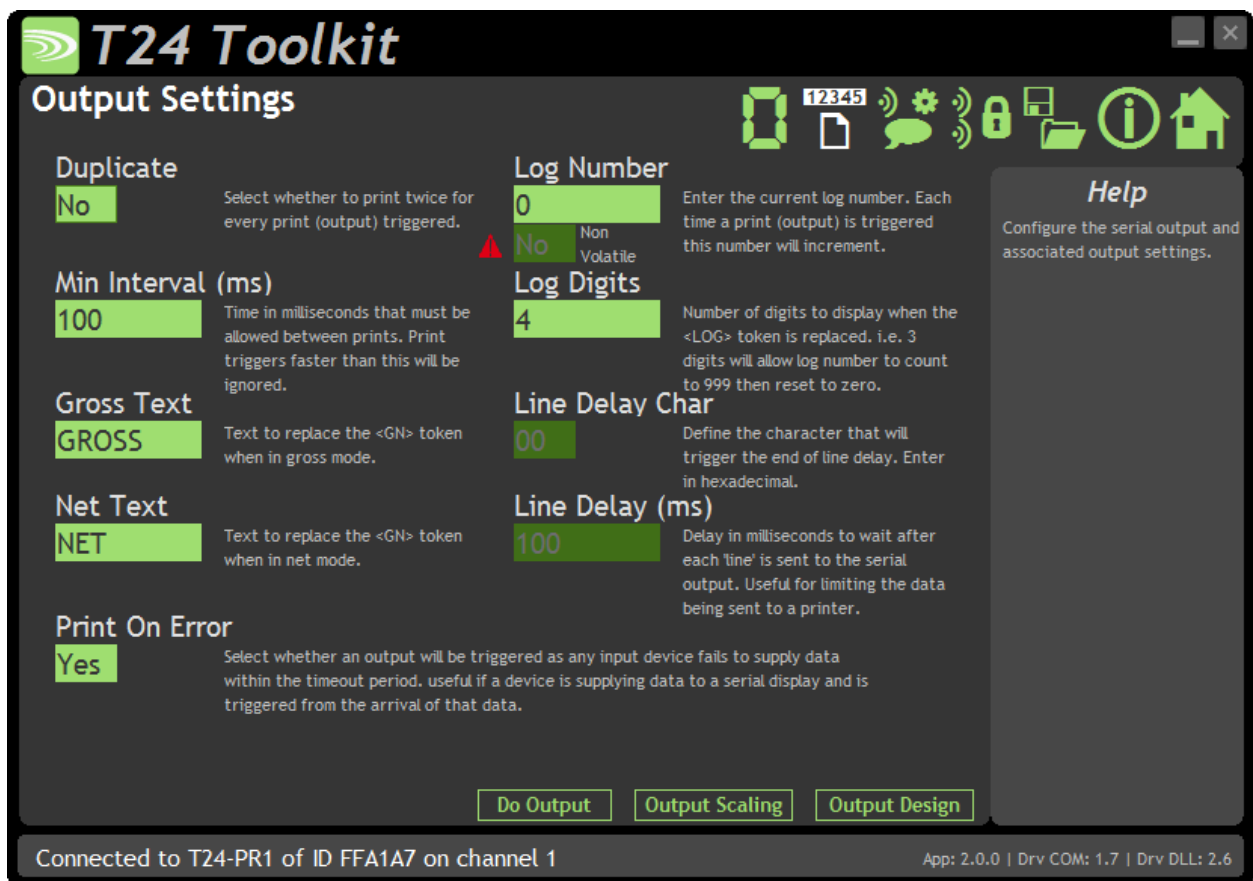 T24 Toolkit
Output Settings
12345
Duplicate
No
Select whether to print twice for
every print (output) triggered.
Log Number
0
No
Non
Volatile
Enter the current log number. Each
time a print (output) is triggered
this number will increment.
Min Interval (ms)
100
Time in milliseconds that must be
allowed between prints. Print
triggers faster than this will be
ignored.
Log Digits
4
Number of digits to display when the
<LOG> token is replaced. i.e. 3
digits will allow log number to count
to 999 then reset to zero.
Gross Text
GROSS
Text to replace the <GN> token
when in gross mode.
Line Delay Char
00
Define the character that will
trigger the end of line delay. Enter
in hexadecimal.
Net Text
NET
Text to replace the <GN> token
when in net mode.
Line Delay (ms)
100
Delay in milliseconds to wait after
each 'line' is sent to the serial
output. Useful for limiting the data
being sent to a printer.
Print On Error
Yes
Select whether an output will be triggered as any input device fails to supply data
within the timeout period. useful if a device is supplying data to a serial display and is
triggered from the arrival of that data.
Do Output
Output Scaling
Output Design
Help
Configure the serial output and
associated output settings.
Connected to T24-PR1 of ID FFA1A7 on channel 1
App: 2.0.0 | Drv COM: 1.7 | Drv DLL: 2.6